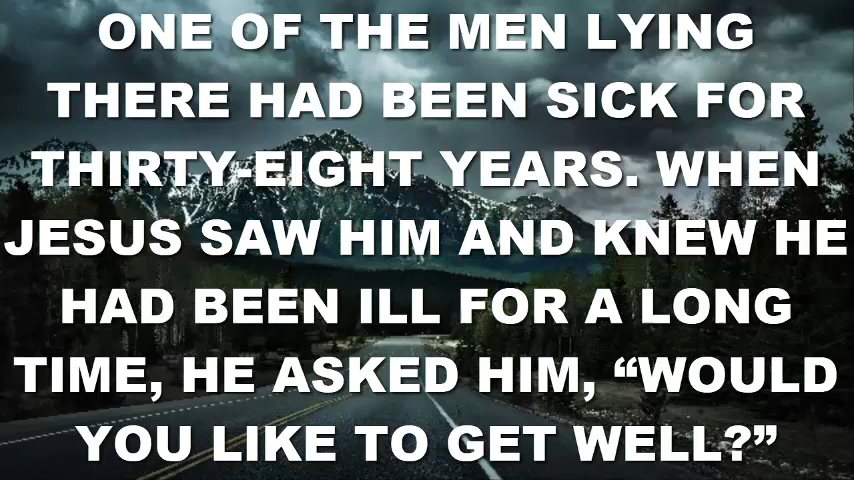 ONE OF THE MEN LYING
THERE HAD BEEN SICK FOR
THIRTY-EIGHT YEARS. WHEN
JESUS SAW HIM AND KNEW HE
HAD BEEN ILL FOR A LONG
TIME, HE ASKED HIM, “WOULD
YOU LIKE TO GET WELL?”